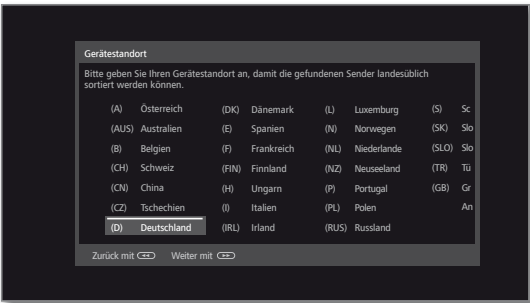 Gerätestandort
Bitte geben Sie Ihren Gerätestandort an, damit die gefundenen Sender landesüblich
sortiert werden können.
(A) Österreich (DK) Dänemark (L) Luxemburg (S) Sc
(AUS) Australien (E) Spanien (N) Norwegen (SK) Slo
(B) Belgien (F) Frankreich (NL) Niederlande (SLO) Slo
(CH) Schweiz (FIN) Finnland (NZ) Neuseeland (TR) Tü
(CN) China (H) Ungarn (P) Portugal (GB) Gr
(CZ) Tschechien (I) Italien (PL) Polen An
(D) Deutschland (IRL) Irland (RUS) Russland
Zurück mit Weiter mit